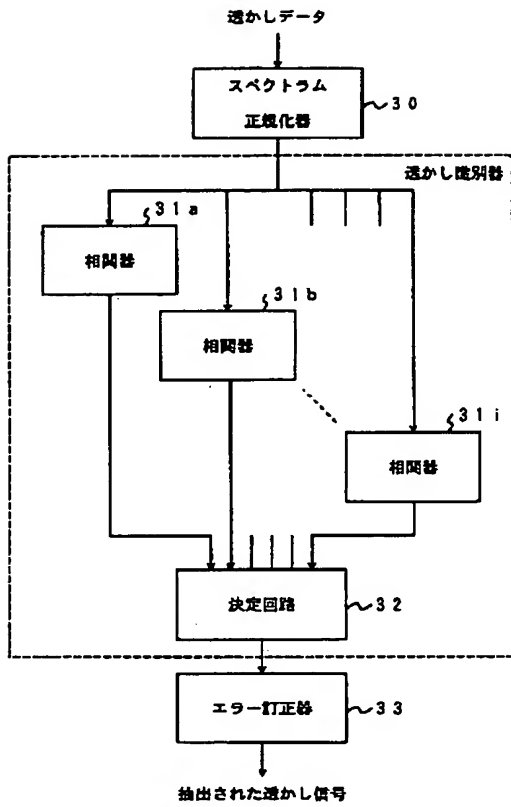 透かしデータ
スペクトラム
正規化器
30
透かし識別器
31a
相関器
31b
相関器
31i
相関器
決定回路
32
エラー訂正器
33
抽出された透かし信号